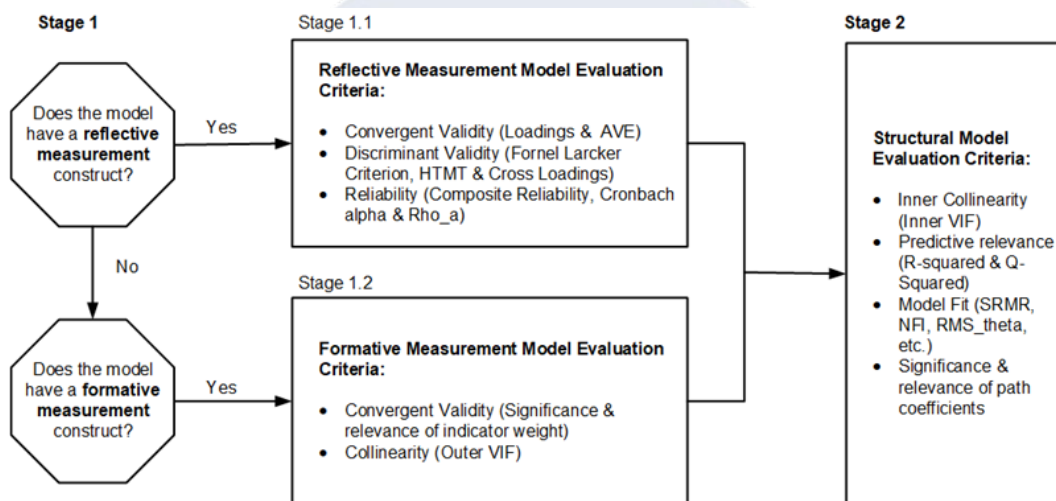 Stage 1
Does the model
have a reflective
measurement
construct?
Yes
No
Does the model
have a formative
measurement
construct?
Yes
Stage 1.1
Reflective Measurement Model Evaluation
Criteria:
• Convergent Validity (Loadings & AVE)
• Discriminant Validity (Fornel Larcker
Criterion, HTMT & Cross Loadings)
• Reliability (Composite Reliability, Cronbach
alpha & Rho_a)
Stage 1.2
Formative Measurement Model Evaluation
Criteria:
• Convergent Validity (Significance &
relevance of indicator weight)
• Collinearity (Outer VIF)
Stage 2
Structural Model
Evaluation Criteria:
• Inner Collinearity
(Inner VIF)
• Predictive relevance
(R-squared & Q-
Squared)
• Model Fit (SRMR,
NFI, RMS_theta,
etc.)
• Significance &
relevance of path
coefficients